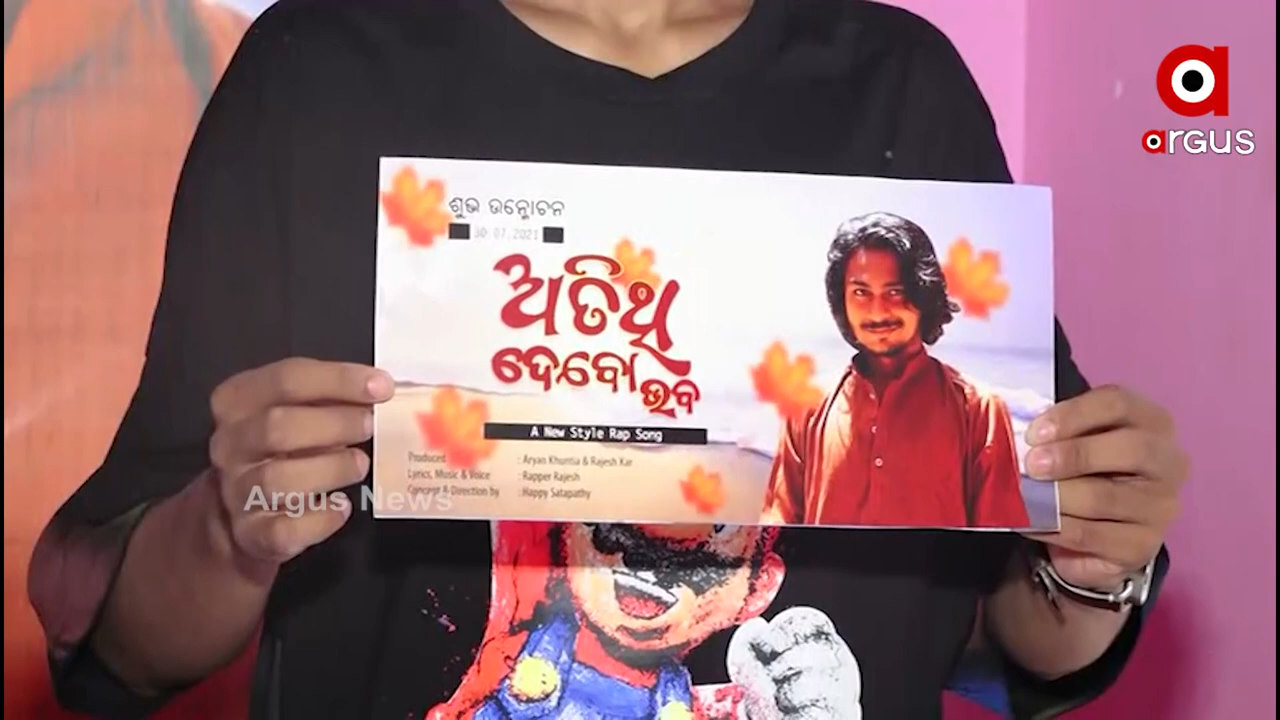 argus
ଶୁଭ ଉନ୍ମୋଚନ
30.07.2021
ଅତିଥି
ଦେବୋ
ଭବ
A New Style Rap Song
Produced : Aryan Khuntia & Rajesh Kar
Lyrics, Music & Voice : Rapper Rajesh
Concept & Direction by : Happy Satapathy
Argus News